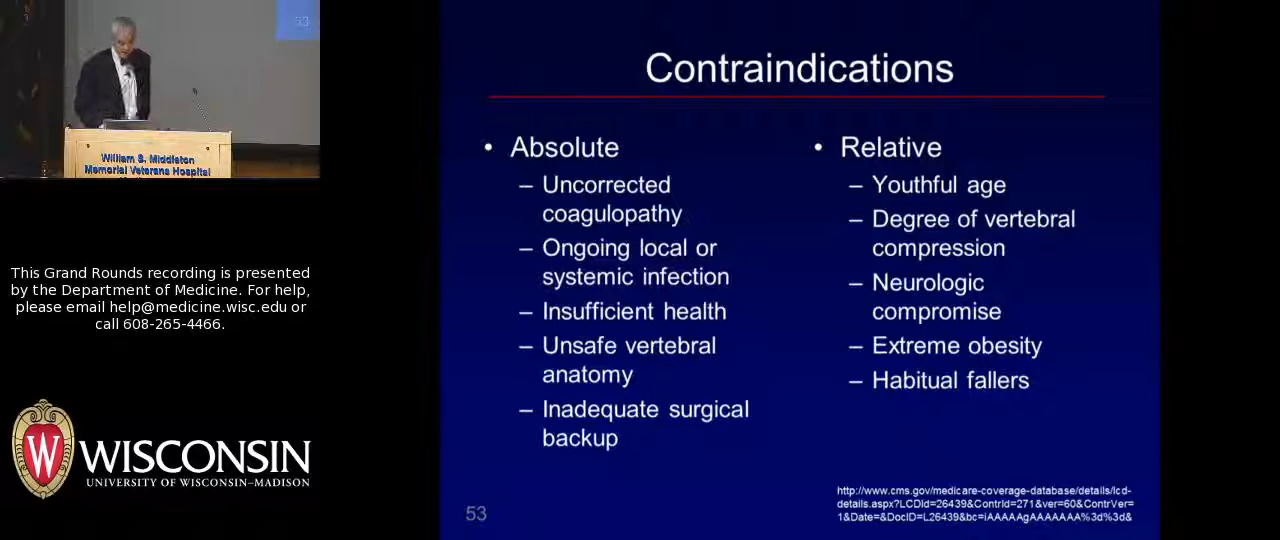 53
William S. Middleton
Memorial Veterans Hospital
This Grand Rounds recording is presented
by the Department of Medicine. For help,
please email help@medicine.wisc.edu or
call 608-265-4466.
W
WISCONSIN
UNIVERSITY OF WISCONSIN–MADISON
Contraindications
• Absolute
– Uncorrected
coagulopathy
– Ongoing local or
systemic infection
– Insufficient health
– Unsafe vertebral
anatomy
– Inadequate surgical
backup
• Relative
– Youthful age
– Degree of vertebral
compression
– Neurologic
compromise
– Extreme obesity
– Habitual fallers
http://www.cms.gov/medicare-coverage-database/details/lcd-
details.aspx?LCDId=26439&ContrId=271&ver=60&ContrVer=
1&Date=&DocID=L26439&bc=iAAAAAgAAAAAAA%3d%3d&
53